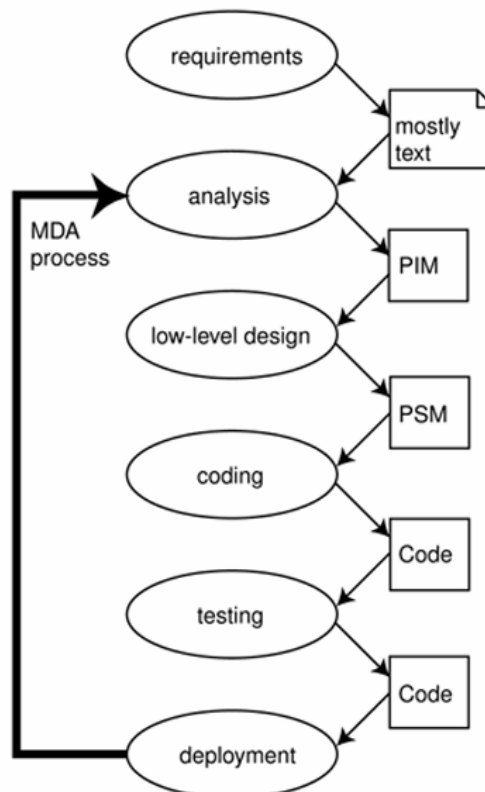 requirements
mostly
text
analysis
MDA
process
PIM
low-level design
PSM
coding
Code
testing
Code
deployment